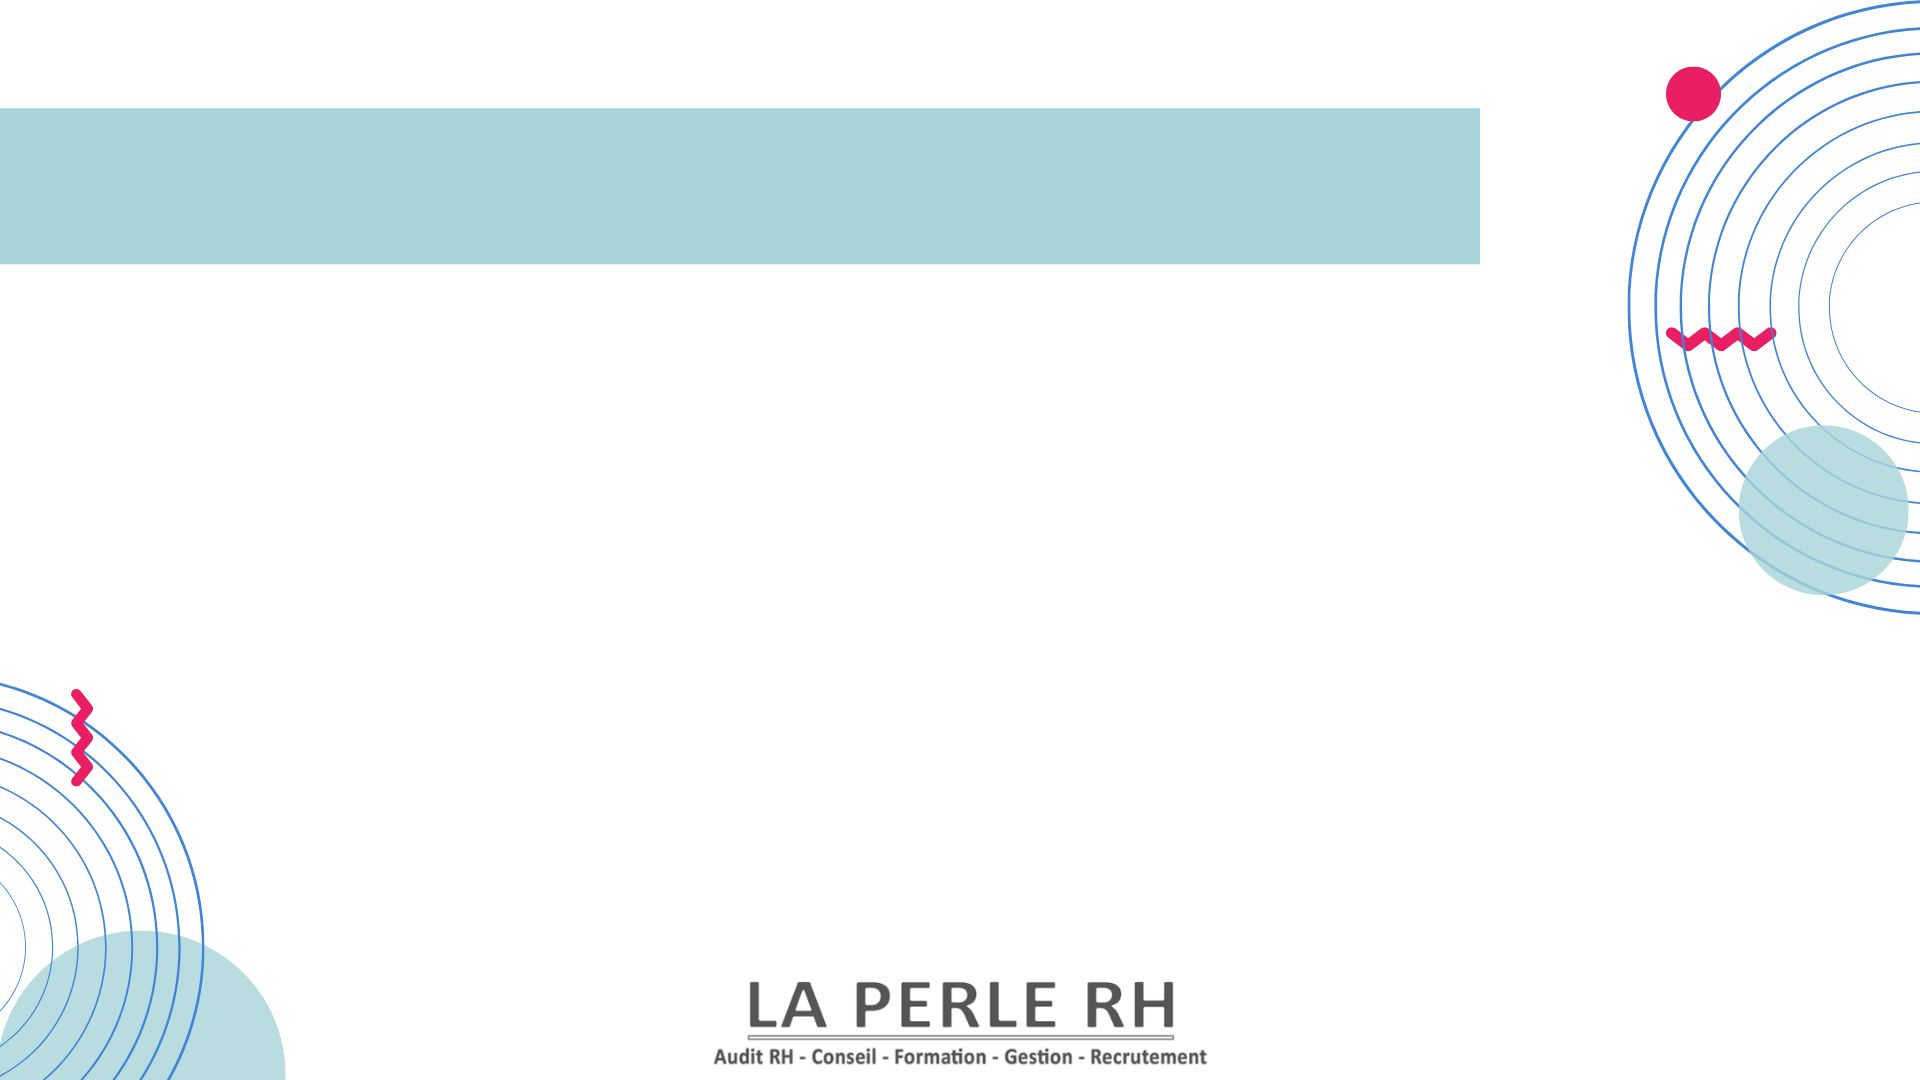 LA PERLE RH
Audit RH - Conseil - Formation - Gestion - Recrutement